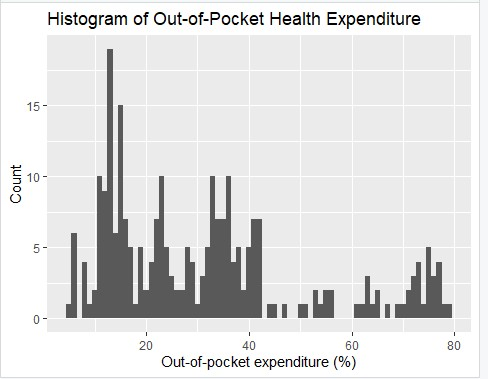 Histogram of Out-of-Pocket Health Expenditure
Count
15
10
5
0
20 40 60 80
Out-of-pocket expenditure (%)